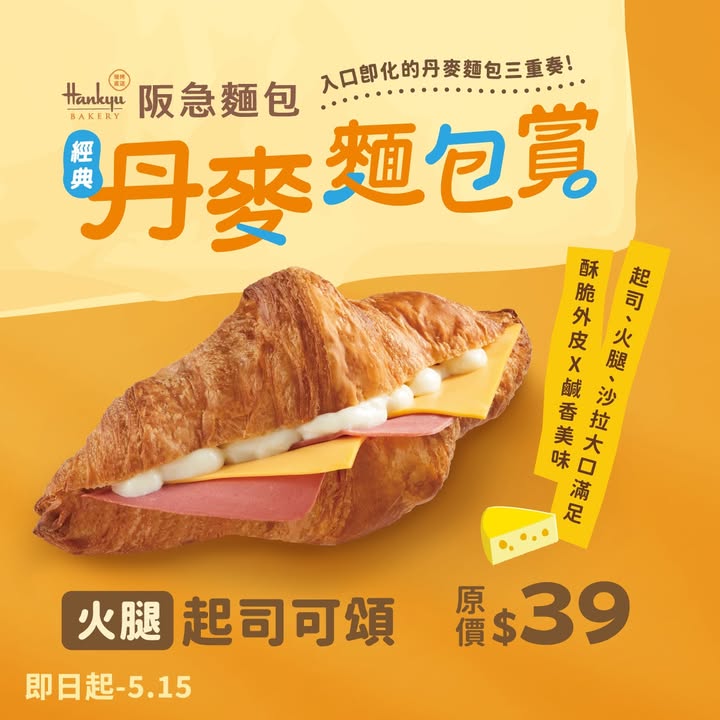 Hankyu
BAKERY
阪急麵包
入口即化的丹麥麵包三重奏!
經典
丹麥麵包賞
起司、火腿、沙拉大口滿足
酥脆外皮X鹹香美味
火腿起司可頌
原價$39
即日起-5.15